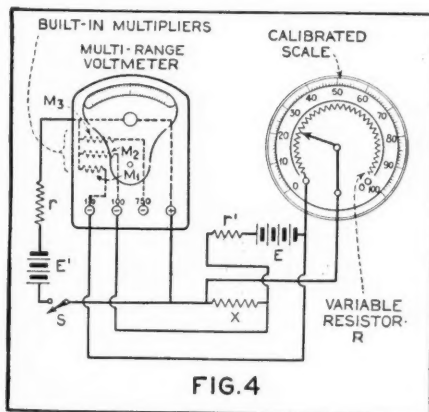 BUILT-IN MULTIPLIERS
MULTI-RANGE
VOLTMETER
CALIBRATED
SCALE
M3
M2
M1
100 750
+
r
E'
S
r'
E
X
0 10 20 30 40 50 60 70 80 90 100
VARIABLE
RESISTOR-
R
FIG.4